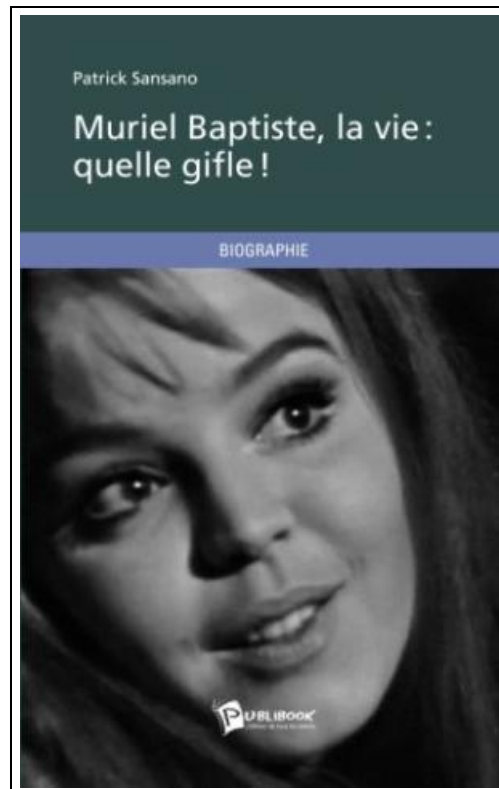 Patrick Sansano
Muriel Baptiste, la vie :
quelle gifle !
BIOGRAPHIE
PUBLIBOOK